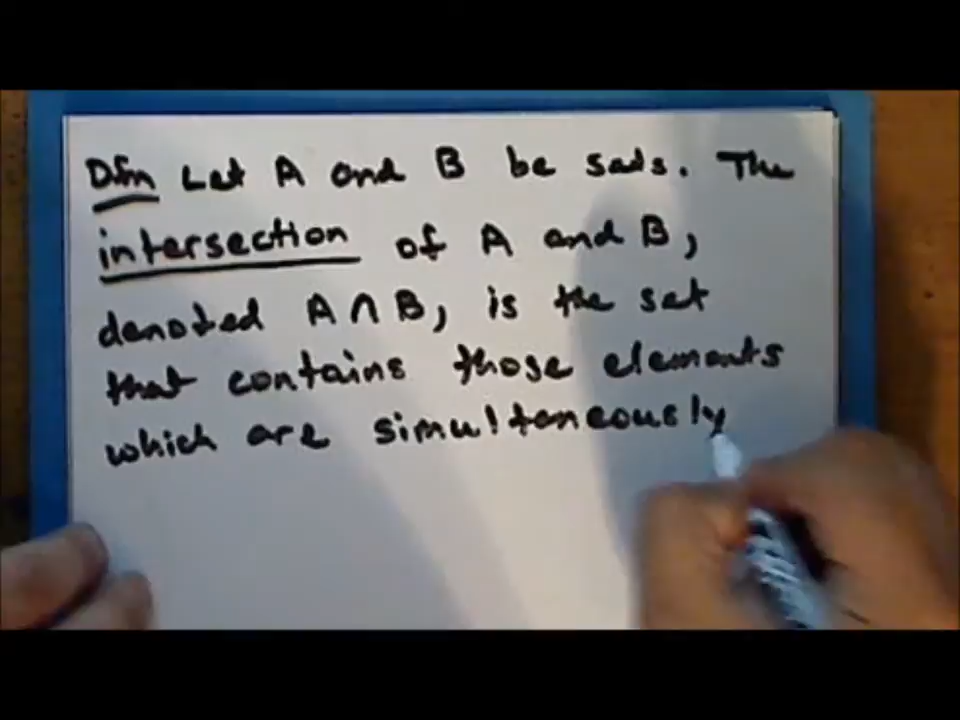 Dfn Let A and B be sets. The
intersection of A and B,
denoted A ∩ B, is the set
that contains those elements
which are simultaneously